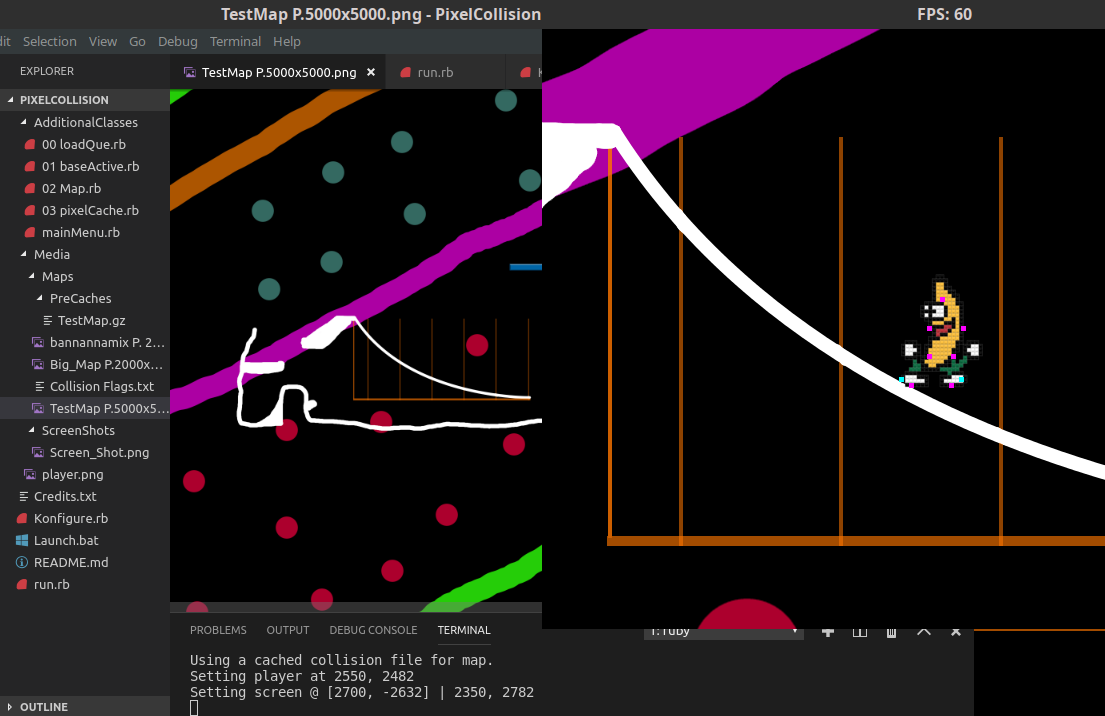 TestMap P.5000x5000.png - PixelCollision
FPS: 60
dit Selection View Go Debug Terminal Help
EXPLORER
TestMap P.5000x5000.png ×
run.rb
PIXELCOLLISION
AdditionalClasses
00 loadQue.rb
01 baseActive.rb
02 Map.rb
03 pixelCache.rb
mainMenu.rb
Media
Maps
PreCaches
TestMap.gz
bannannamix P. 2...
Big_Map P.2000x...
Collision Flags.txt
TestMap P.5000x5...
ScreenShots
Screen_Shot.png
player.png
Credits.txt
Konfigure.rb
Launch.bat
README.md
run.rb
OUTLINE
PROBLEMS OUTPUT DEBUG CONSOLE TERMINAL
1: ruby
Using a cached collision file for map.
Setting player at 2550, 2482
Setting screen @ [2700, -2632] | 2350, 2782